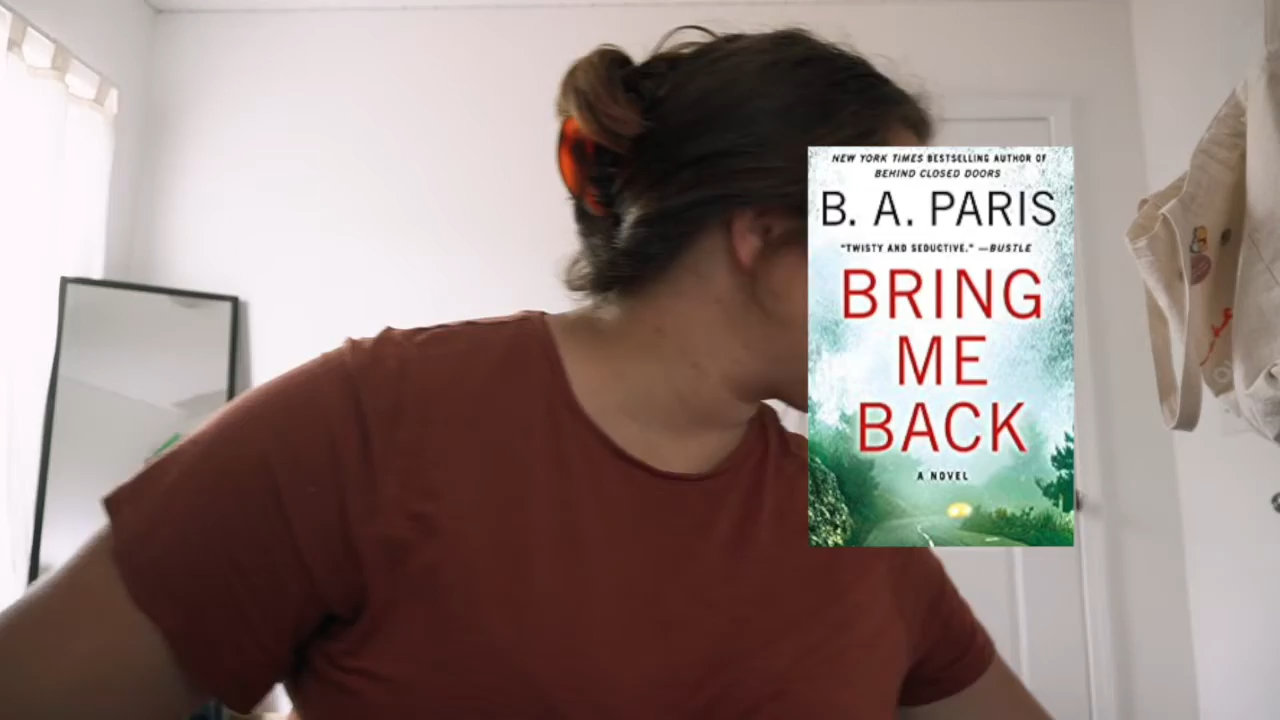 NEW YORK TIMES BESTSELLING AUTHOR OF
BEHIND CLOSED DOORS
B. A. PARIS
"TWISTY AND SEDUCTIVE." —BUSTLE
BRING
ME
BACK
A NOVEL